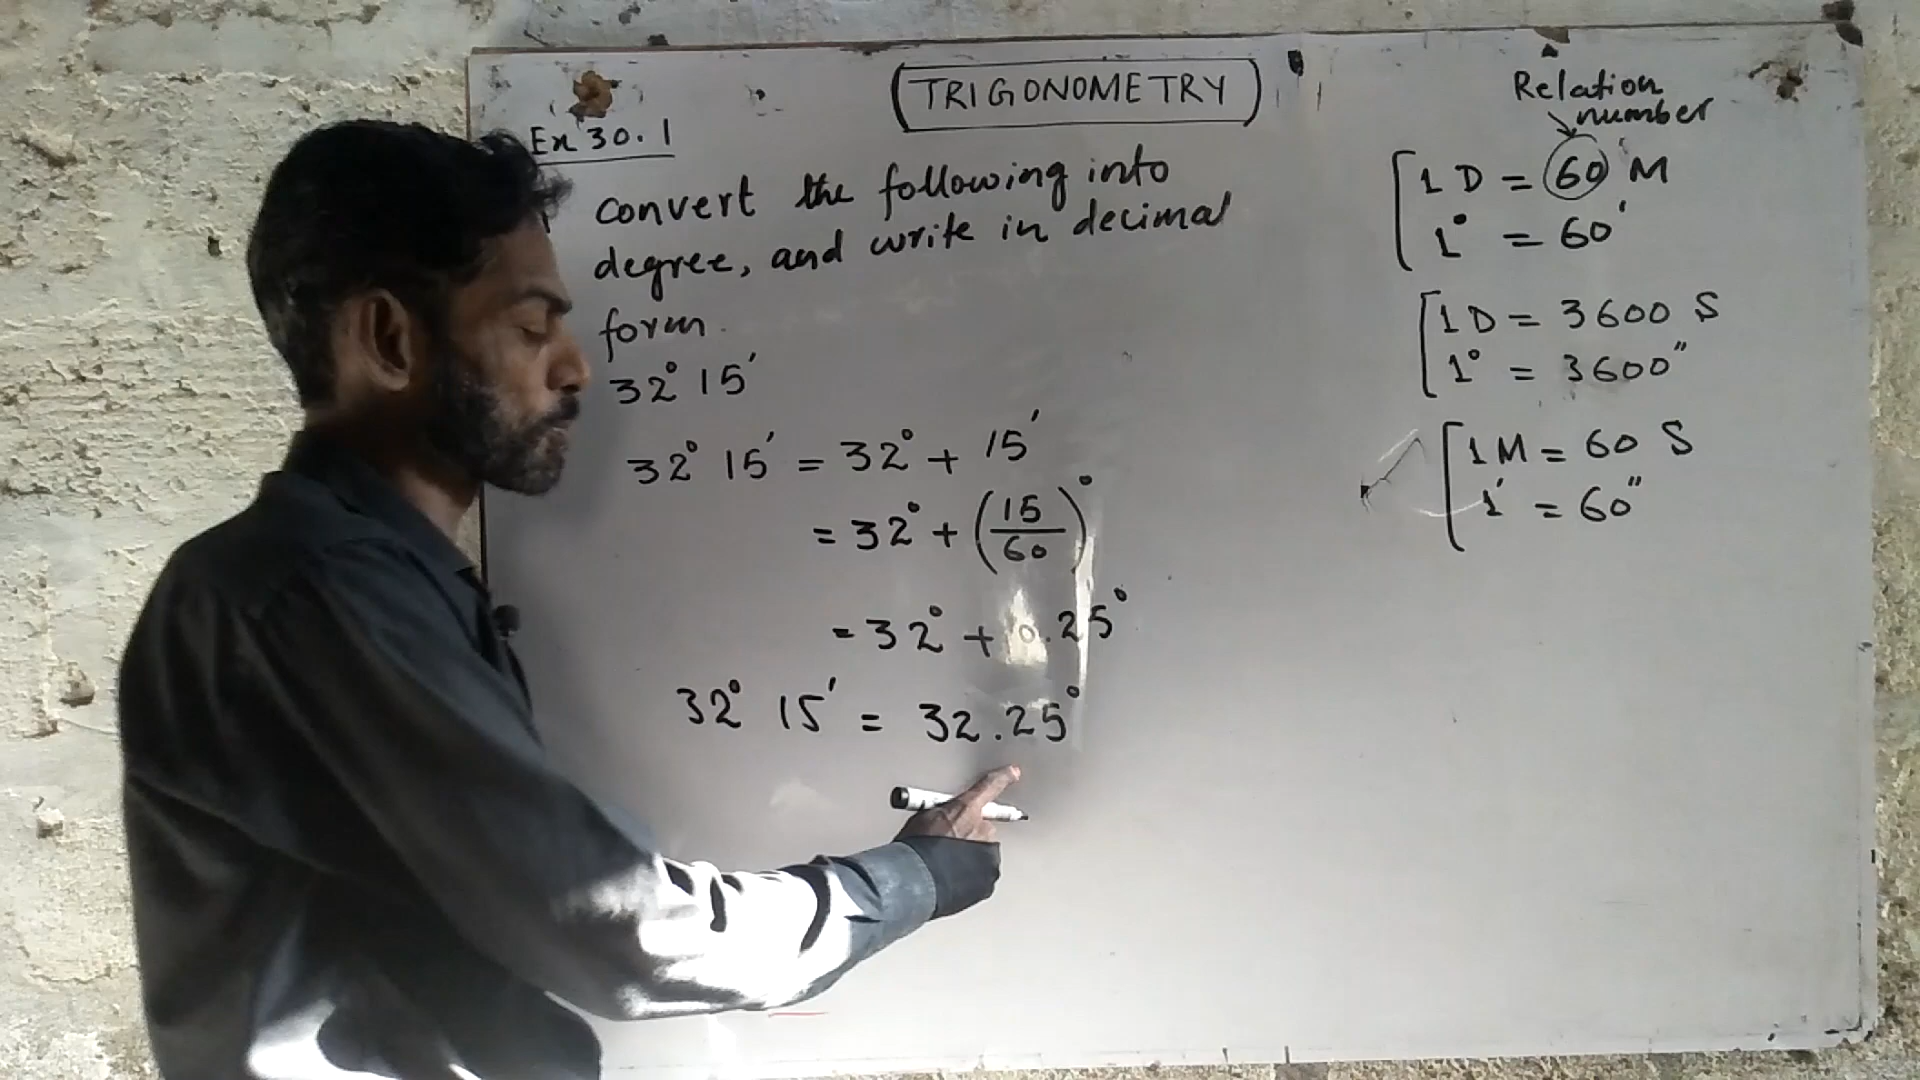 TRIGONOMETRY
Ex 30.1
convert the following into
degree, and write in decimal
form.
32° 15′
32° 15′ = 32° + 15′
= 32° + (15/60)°
= 32° + 0.25°
32° 15′ = 32.25°
Relation
number
1 D = 60 M
1° = 60′
1 D = 3600 S
1° = 3600″
1 M = 60 S
1′ = 60″